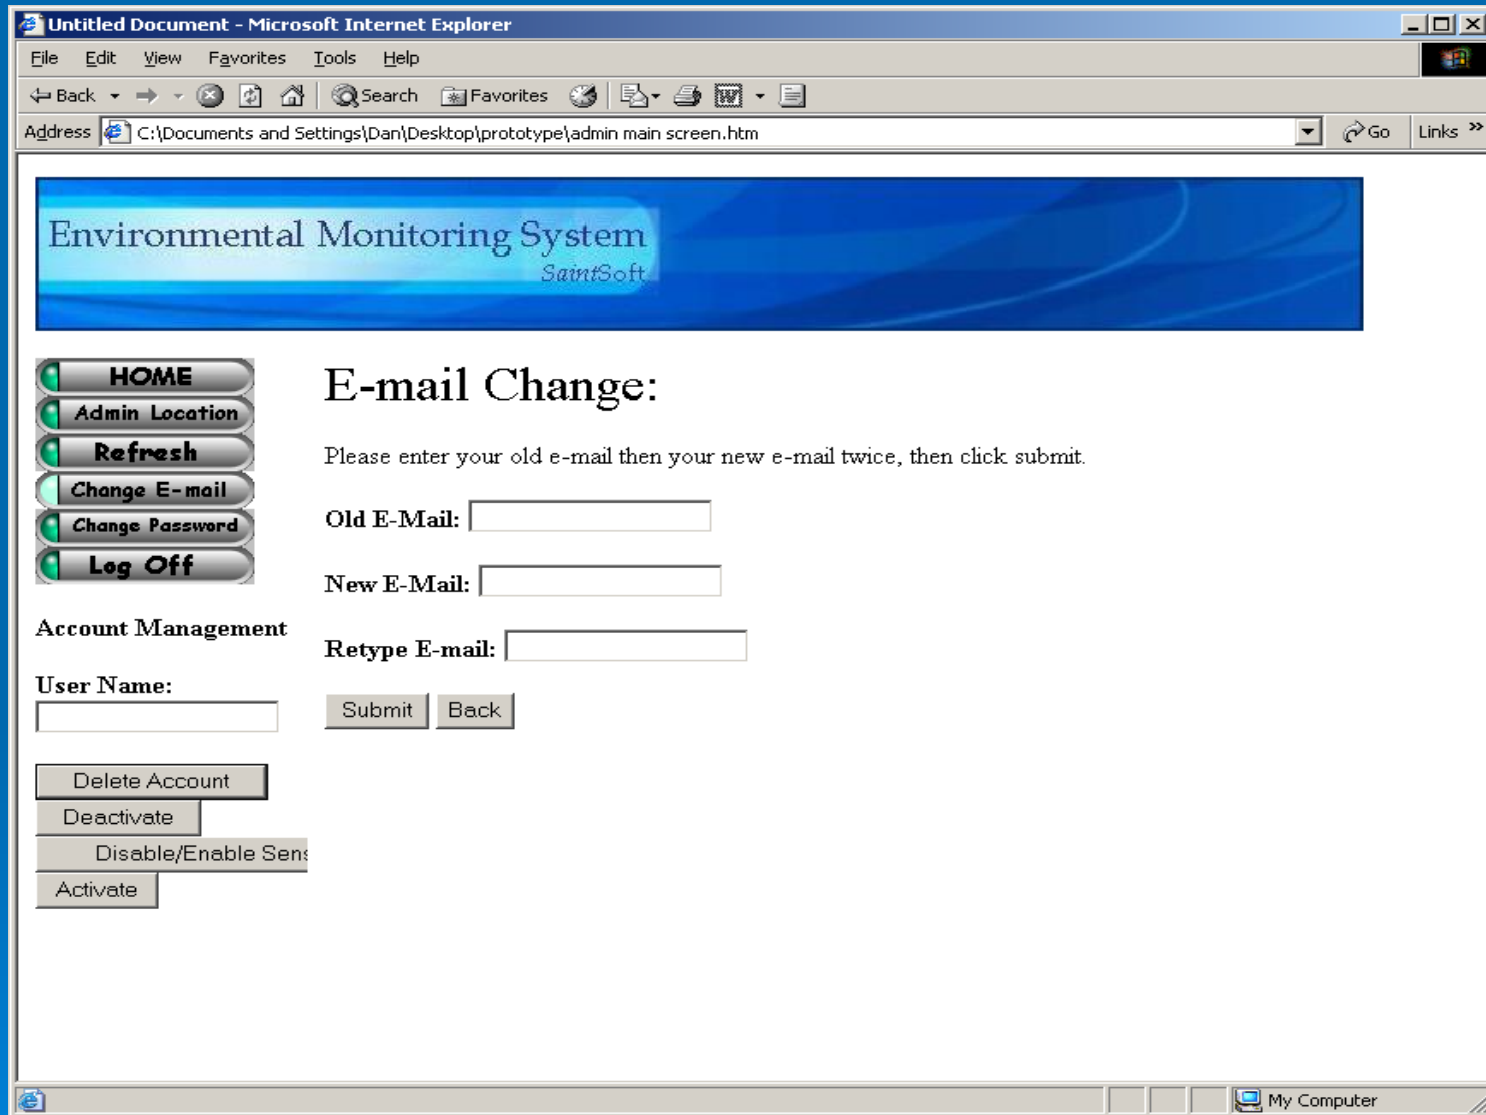 Untitled Document - Microsoft Internet Explorer
File Edit View Favorites Tools Help
Back Search Favorites
Address C:\Documents and Settings\Dan\Desktop\prototype\admin main screen.htm Go Links »
Environmental Monitoring System
SaintSoft
HOME
Admin Location
Refresh
Change E-mail
Change Password
Log Off
Account Management
User Name:
Delete Account
Deactivate
Disable/Enable Sens
Activate
E-mail Change:
Please enter your old e-mail then your new e-mail twice, then click submit.
Old E-Mail:
New E-Mail:
Retype E-mail:
Submit Back
My Computer